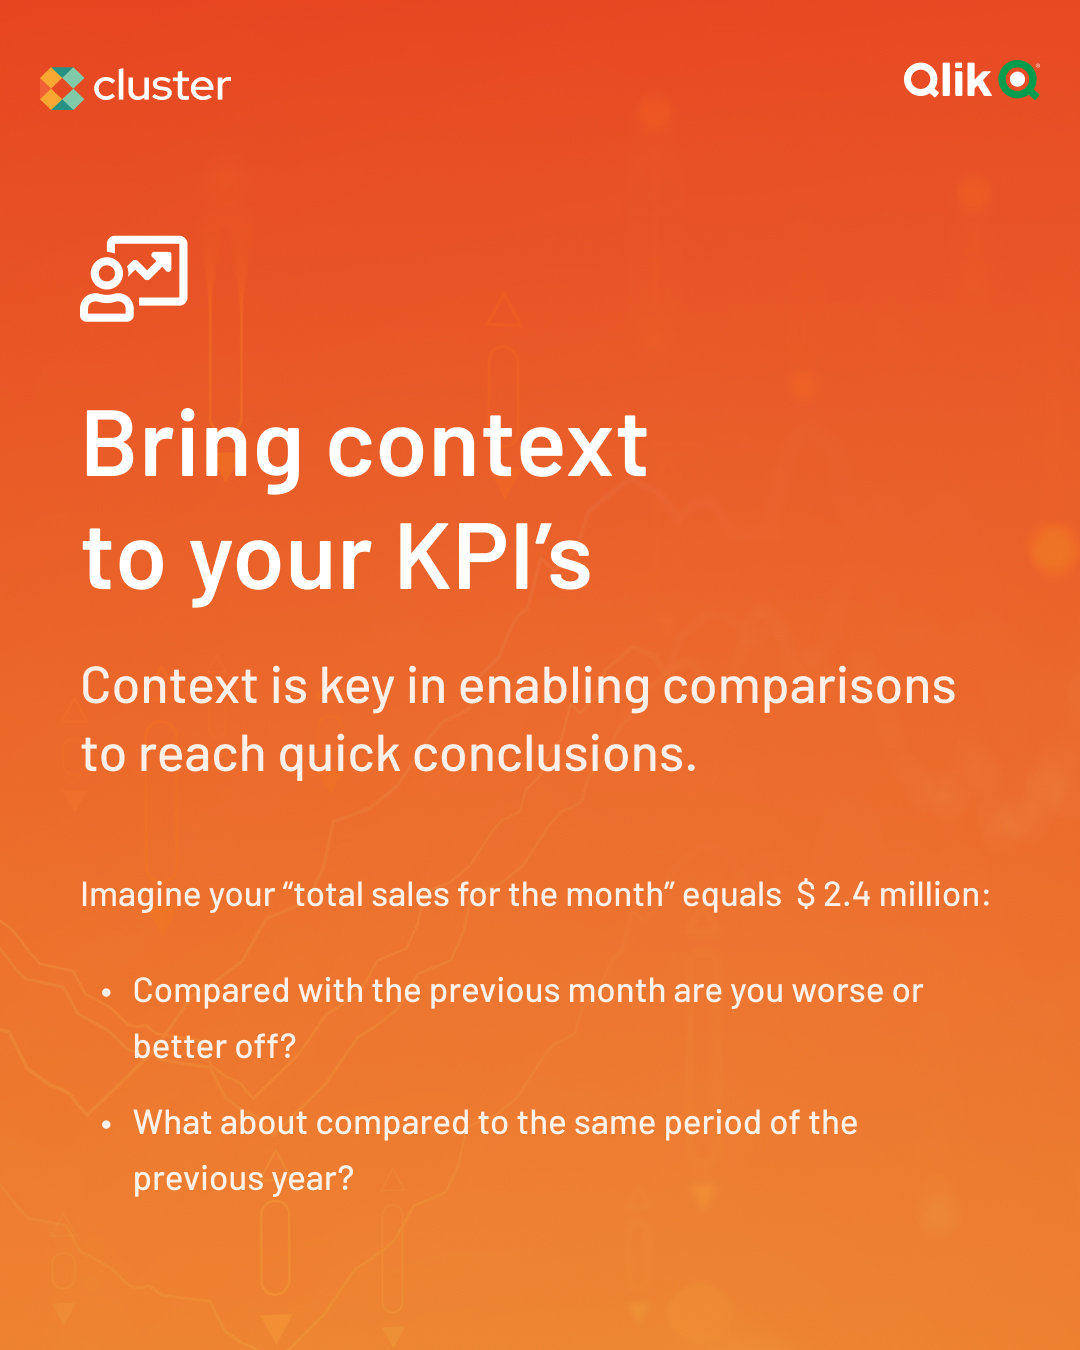 cluster
Qlik
Bring context
to your KPI’s
Context is key in enabling comparisons
to reach quick conclusions.
Imagine your “total sales for the month” equals $ 2.4 million:
• Compared with the previous month are you worse or
better off?
• What about compared to the same period of the
previous year?